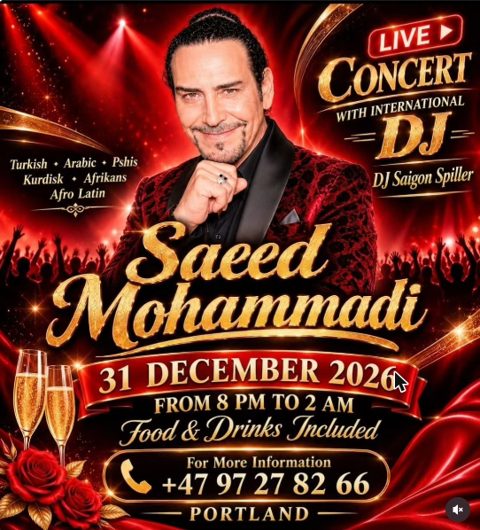 LIVE
CONCERT
WITH INTERNATIONAL
DJ
DJ Saigon Spiller
Turkish • Arabic • Pshis
Kurdisk • Afrikans
Afro Latin
Saeed
Mohammadi
31 DECEMBER 2026
FROM 8 PM TO 2 AM
Food & Drinks Included
For More Information
+47 97 27 82 66
PORTLAND